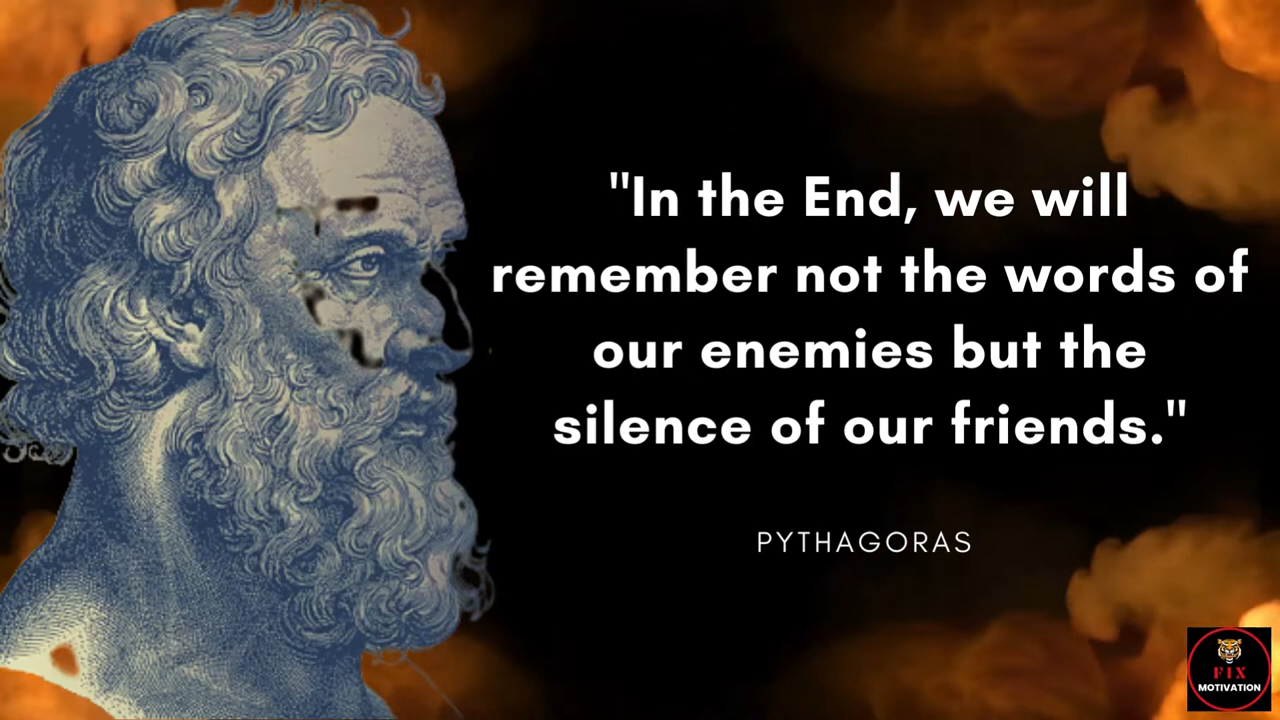 "In the End, we will
remember not the words of
our enemies but the
silence of our friends."
PYTHAGORAS
FIX
MOTIVATION